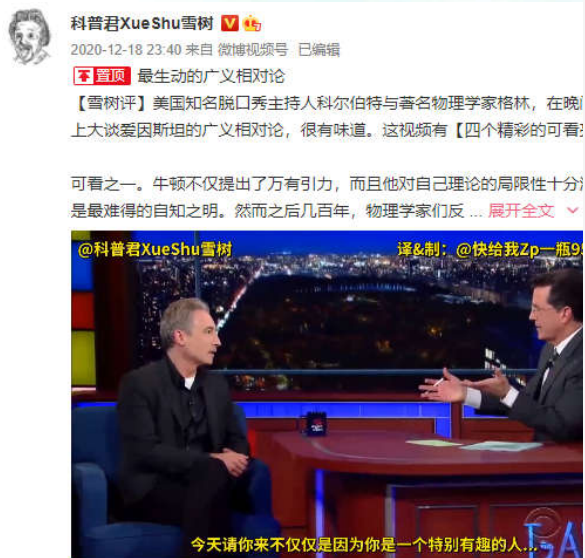 科普君XueShu雪树
2020-12-18 23:40 来自 微博视频号 已编辑
置顶 最生动的广义相对论
【雪树评】美国知名脱口秀主持人科尔伯特与著名物理学家格林，在晚
上大谈爱因斯坦的广义相对论，很有味道。这视频有【四个精彩的可看
可看之一。牛顿不仅提出了万有引力，而且他对自己理论的局限性十分
是最难得的自知之明。然而之后几百年，物理学家们反 ... 展开全文
@科普君XueShu雪树
译&制：@快给我Zp一瓶95
今天请你来不仅仅是因为你是一个特别有趣的人...